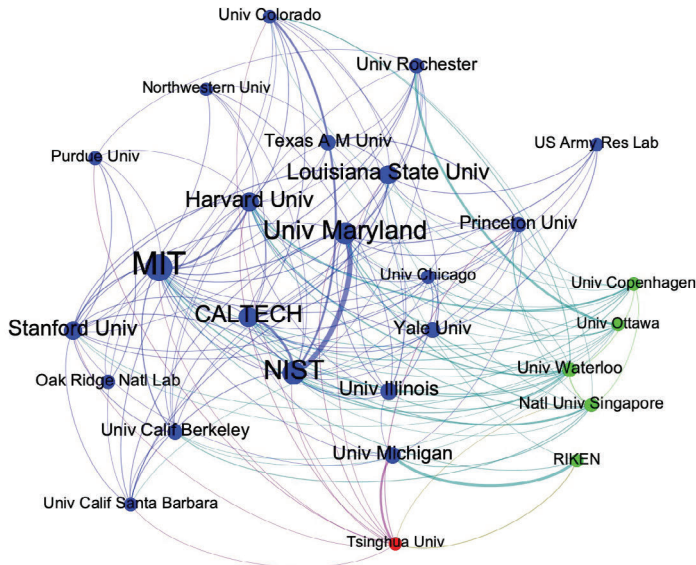 Univ Colorado
Univ Rochester
Northwestern Univ
Texas A M Univ
US Army Res Lab
Purdue Univ
Louisiana State Univ
Harvard Univ
Princeton Univ
Univ Maryland
MIT
Univ Chicago
Univ Copenhagen
CALTECH
Stanford Univ
Yale Univ
Univ Ottawa
NIST
Univ Waterloo
Oak Ridge Natl Lab
Univ Illinois
Natl Univ Singapore
Univ Calif Berkeley
Univ Michigan
RIKEN
Univ Calif Santa Barbara
Tsinghua Univ